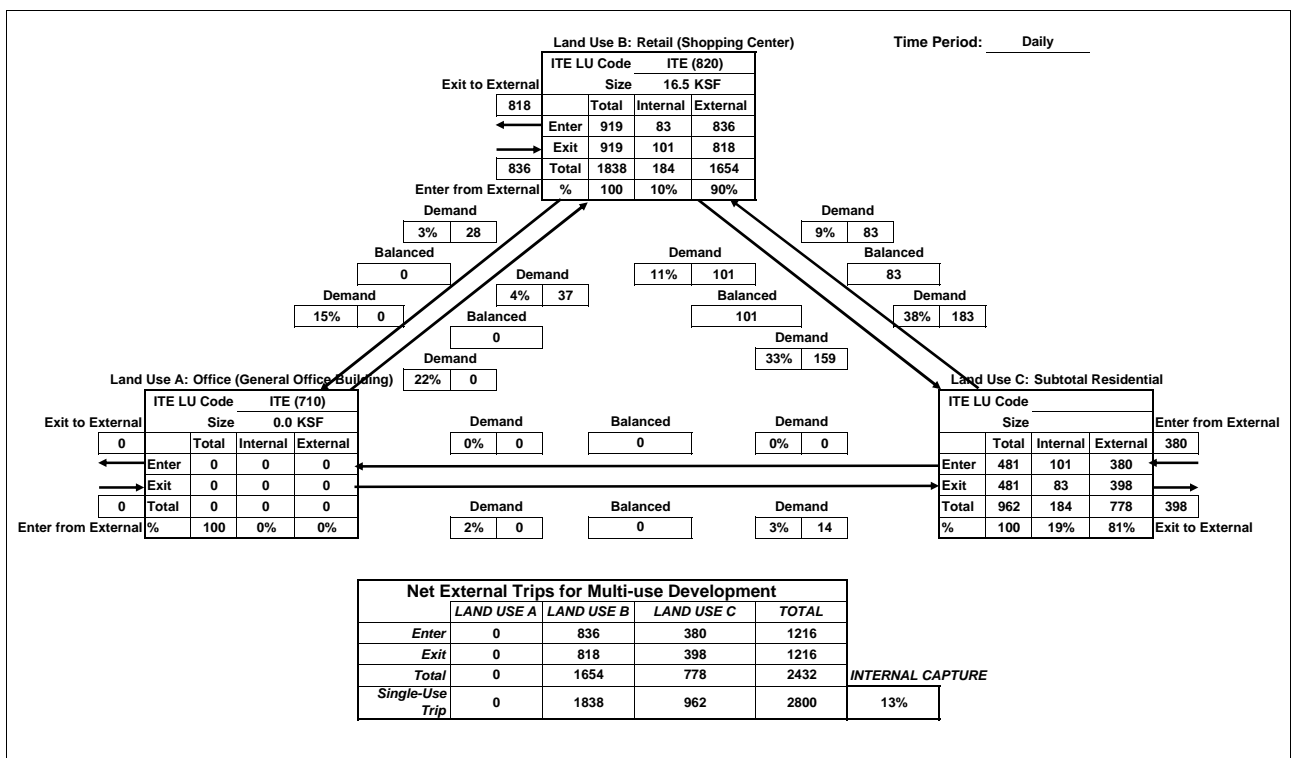 Land Use B: Retail (Shopping Center) Time Period: Daily
ITE LU Code ITE (820)
Exit to External Size 16.5 KSF
818 Total Internal External
Enter 919 83 836
Exit 919 101 818
836 Total 1838 184 1654
Enter from External % 100 10% 90%
Demand Demand
3% 28 9% 83
Balanced Demand Balanced
0 11% 101 83
Demand Demand Balanced Demand
15% 0 4% 37 101 38% 183
Balanced
0 Demand
Demand 33% 159
Land Use A: Office (General Office Building) 22% 0 Land Use C: Subtotal Residential
ITE LU Code ITE (710) ITE LU Code
Exit to External Size 0.0 KSF Demand Balanced Demand Size Enter from External
0 Total Internal External 0% 0 0 0% 0 Total Internal External 380
Enter 0 0 0 Enter 481 101 380
Exit 0 0 0 Exit 481 83 398
0 Total 0 0 0 Demand Balanced Demand Total 962 184 778 398
Enter from External % 100 0% 0% 2% 0 0 3% 14 % 100 19% 81% Exit to External
Net External Trips for Multi-use Development
LAND USE A LAND USE B LAND USE C TOTAL
Enter 0 836 380 1216
Exit 0 818 398 1216
Total 0 1654 778 2432 INTERNAL CAPTURE
Single-Use
Trip 0 1838 962 2800 13%